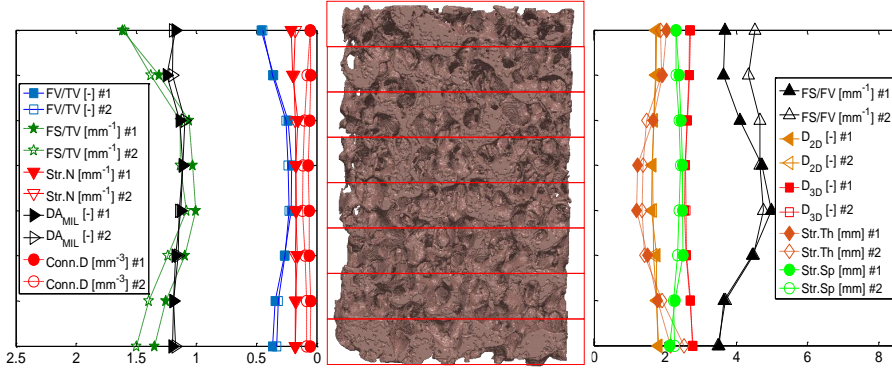 FV/TV [-] #1
FV/TV [-] #2
FS/TV [mm⁻¹] #1
FS/TV [mm⁻¹] #2
Str.N [mm⁻¹] #1
Str.N [mm⁻¹] #2
DA_MIL [-] #1
DA_MIL [-] #2
Conn.D [mm⁻³] #1
Conn.D [mm⁻³] #2
2.5 2 1.5 1 0.5 0
FS/FV [mm⁻¹] #1
FS/FV [mm⁻¹] #2
D_2D [-] #1
D_2D [-] #2
D_3D [-] #1
D_3D [-] #2
Str.Th [mm] #1
Str.Th [mm] #2
Str.Sp [mm] #1
Str.Sp [mm] #2
0 2 4 6 8